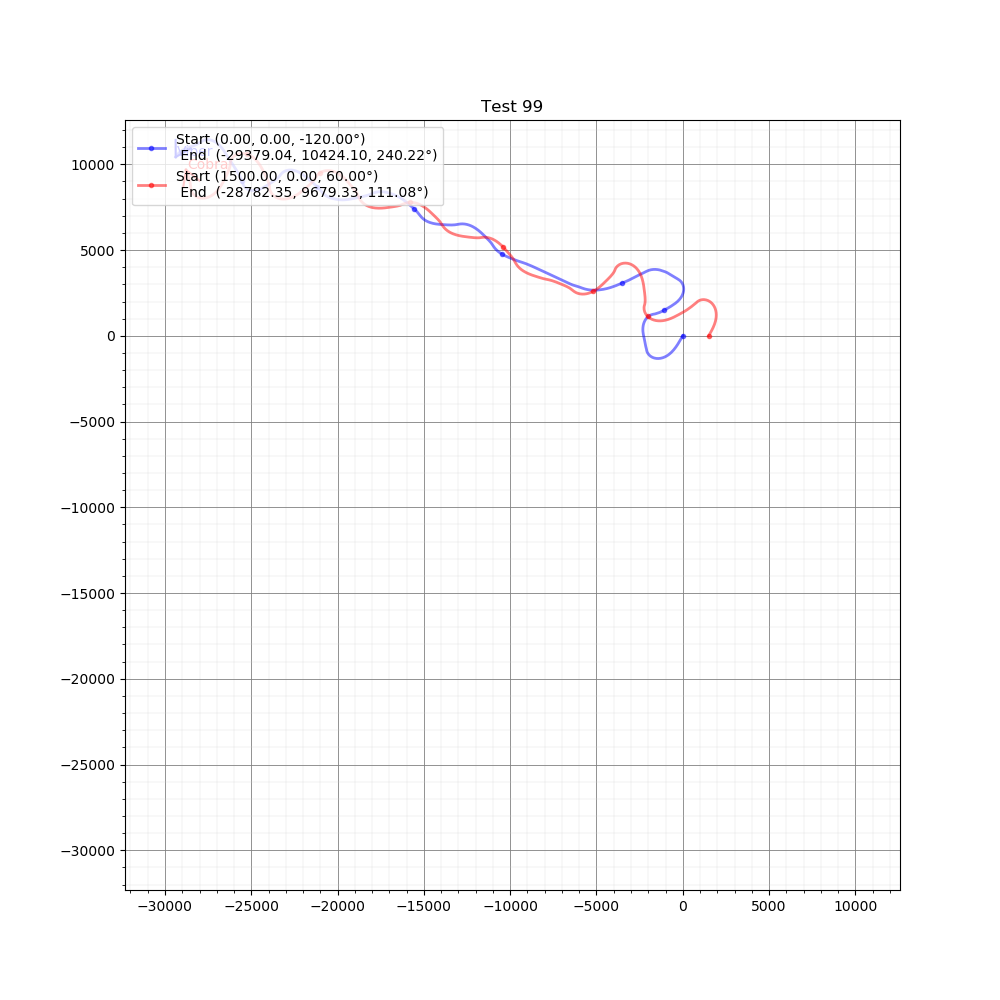 Test 99
Start (0.00, 0.00, -120.00°)
End (-29379.04, 10424.10, 240.22°)
Start (1500.00, 0.00, 60.00°)
End (-28782.35, 9679.33, 111.08°)
10000
5000
0
−5000
−10000
−15000
−20000
−25000
−30000
−30000 −25000 −20000 −15000 −10000 −5000 0 5000 10000